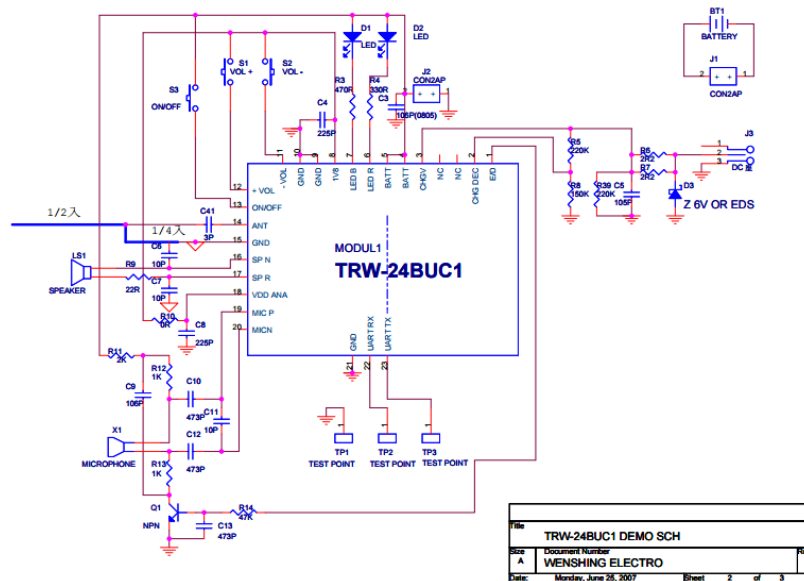 BT1
BATTERY
J1
CON2AP
D1
LED
D2
LED
S1
VOL +
S2
VOL -
S3
ON/OFF
R3
470R
R4
330R
C3
106P(0805)
J2
CON2AP
C4
225P
R5
220K
R6
2R2
R7
2R2
J3
DC 座
1
2
3
R8
150K
R39
220K
C5
105P
D3
Z 6V OR EDS
11
10
9
8
7
6
5
4
3
2
1
- VOL
GND
GND
1V8
LED B
LED R
BATT
BATT
CHGV
NC
NC
CHG DEC
E/D
12 + VOL
13 ON/OFF
14 ANT
15 GND
16 SP N
17 SP R
18 VDD ANA
19 MIC P
20 MICN
MODUL1
TRW-24BUC1
GND
UART RX
UART TX
21
22
23
1/2入
1/4入
C41
3P
C6
10P
LS1
SPEAKER
R9
22R
C7
10P
R10
0R
C8
225P
R11
2K
R12
1K
C9
106P
C10
473P
C11
10P
X1
MICROPHONE
C12
473P
R13
1K
Q1
NPN
R14
47K
C13
473P
1
1
1
TP1
TEST POINT
TP2
TEST POINT
TP3
TEST POINT
Title
TRW-24BUC1 DEMO SCH
Size
A
Document Number
WENSHING ELECTRO
Date: Monday, June 25, 2007 Sheet 2 of 3